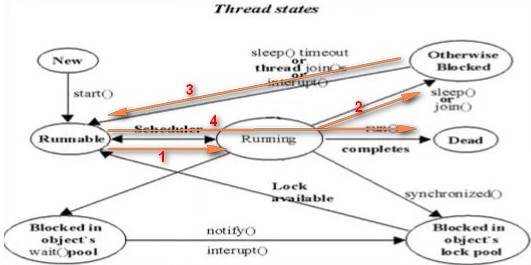 Thread states
New
start()
sleep() timeout
or
thread join()s
or
interupt()
Otherwise
Blocked
3
2
sleep()
or
join()
Runnable
Scheduler
4
Running
run()
completes
Dead
1
Lock
available
synchronized()
Blocked in
object`s
wait()pool
notify()
interupt()
Blocked in
object`s
lock pool